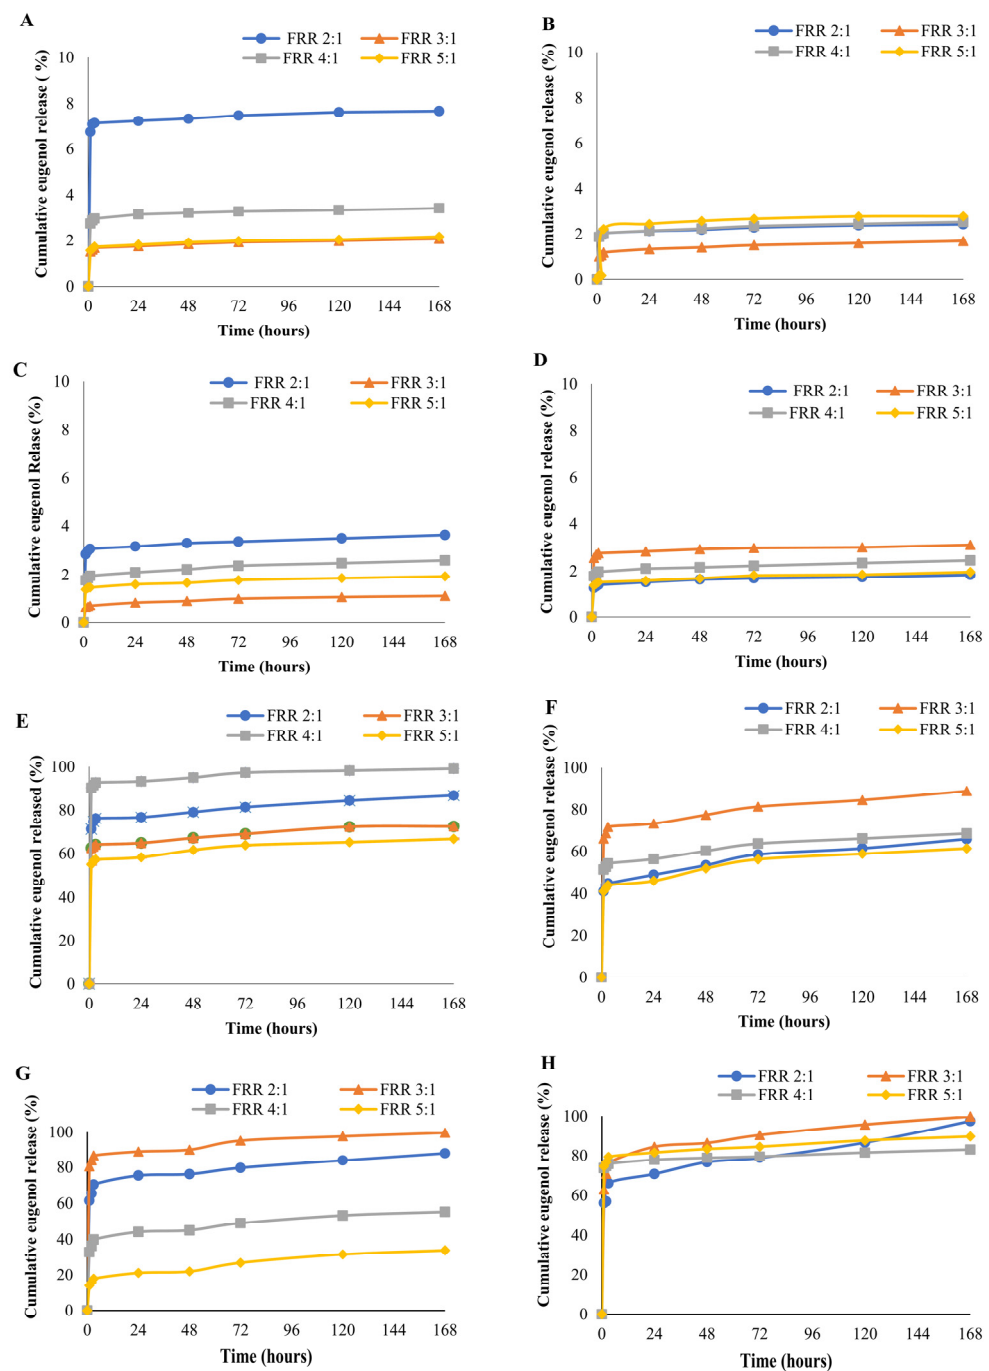 A
FRR 2:1 FRR 3:1
FRR 4:1 FRR 5:1
Cumulative eugenol release ( %)
10
8
6
4
2
0
0 24 48 72 96 120 144 168
Time (hours)
B
FRR 2:1 FRR 3:1
FRR 4:1 FRR 5:1
Cumulative eugenol release (%)
10
8
6
4
2
0
0 24 48 72 96 120 144 168
Time (hours)
C
FRR 2:1 FRR 3:1
FRR 4:1 FRR 5:1
Cumulative eugenol Relase (%)
10
8
6
4
2
0
0 24 48 72 96 120 144 168
Time (hours)
D
FRR 2:1 FRR 3:1
FRR 4:1 FRR 5:1
Cumulative eugenol release (%)
10
8
6
4
2
0
0 24 48 72 96 120 144 168
Time (hours)
E
FRR 2:1 FRR 3:1
FRR 4:1 FRR 5:1
Cumulative eugenol released (%)
100
80
60
40
20
0
0 24 48 72 96 120 144 168
Time (hours)
F
FRR 2:1 FRR 3:1
FRR 4:1 FRR 5:1
Cumulative eugenol release (%)
100
80
60
40
20
0
0 24 48 72 96 120 144 168
Time (hours)
G
FRR 2:1 FRR 3:1
FRR 4:1 FRR 5:1
Cumulative eugenol release (%)
100
80
60
40
20
0
0 24 48 72 96 120 144 168
Time (hours)
H
FRR 2:1 FRR 3:1
FRR 4:1 FRR 5:1
Cumulative eugenol release (%)
100
80
60
40
20
0
0 24 48 72 96 120 144 168
Time (hours)